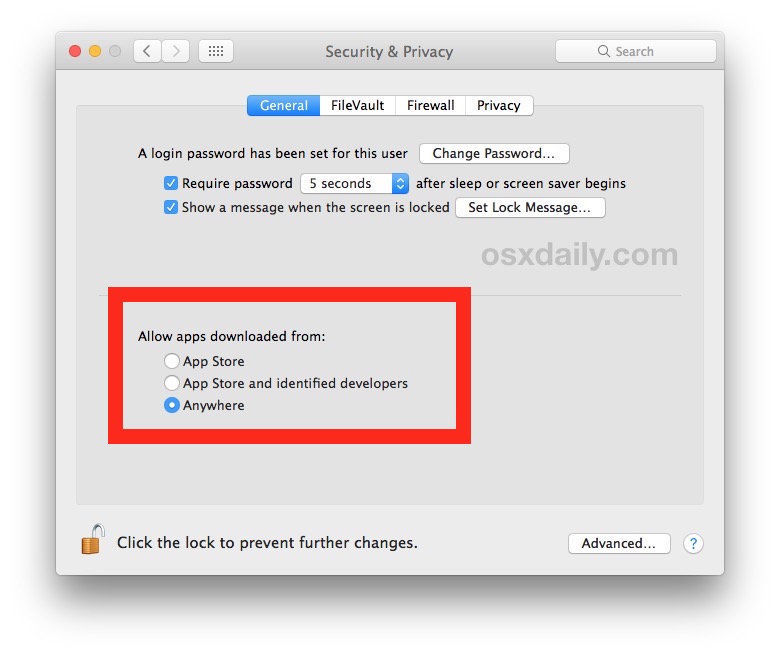 Security & Privacy
Search
General FileVault Firewall Privacy
A login password has been set for this user Change Password...
Require password 5 seconds after sleep or screen saver begins
Show a message when the screen is locked Set Lock Message...
osxdaily.com
Allow apps downloaded from:
App Store
App Store and identified developers
Anywhere
Click the lock to prevent further changes. Advanced... ?